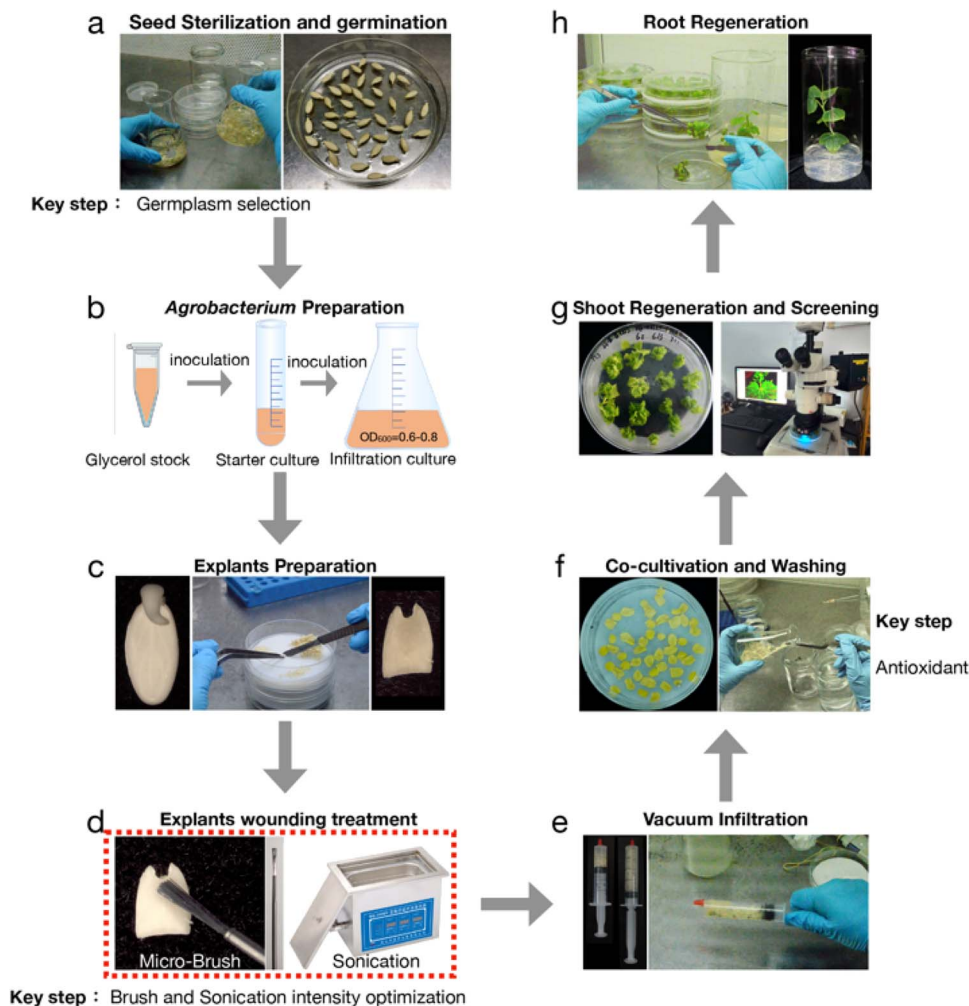 a
Seed Sterilization and germination
Key step： Germplasm selection
b
Agrobacterium Preparation
inoculation
inoculation
OD600=0.6-0.8
Glycerol stock
Starter culture
Infiltration culture
c
Explants Preparation
d
Explants wounding treatment
Micro-Brush
Sonication
Key step： Brush and Sonication intensity optimization
e
Vacuum Infiltration
f
Co-cultivation and Washing
Key step
Antioxidant
g
Shoot Regeneration and Screening
h
Root Regeneration